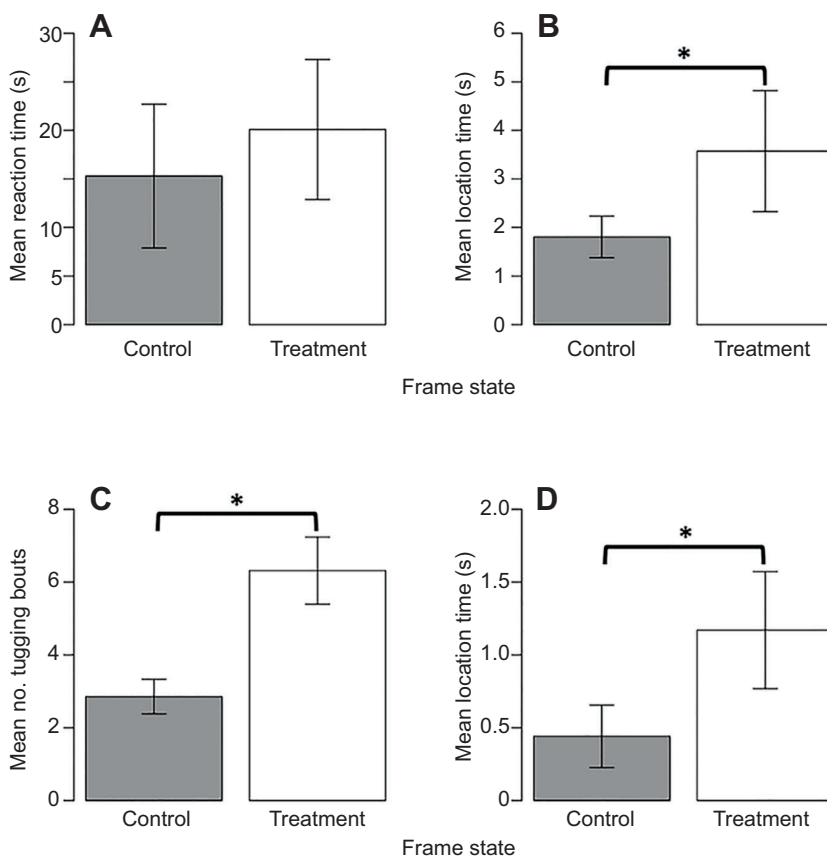 A
Mean reaction time (s)
30
20
10
5
0
Control
Treatment
B
Mean location time (s)
6
5
4
3
2
1
0
*
Control
Treatment
Frame state
C
Mean no. tugging bouts
8
6
4
2
0
*
Control
Treatment
D
Mean location time (s)
2.0
1.5
1.0
0.5
0
*
Control
Treatment
Frame state